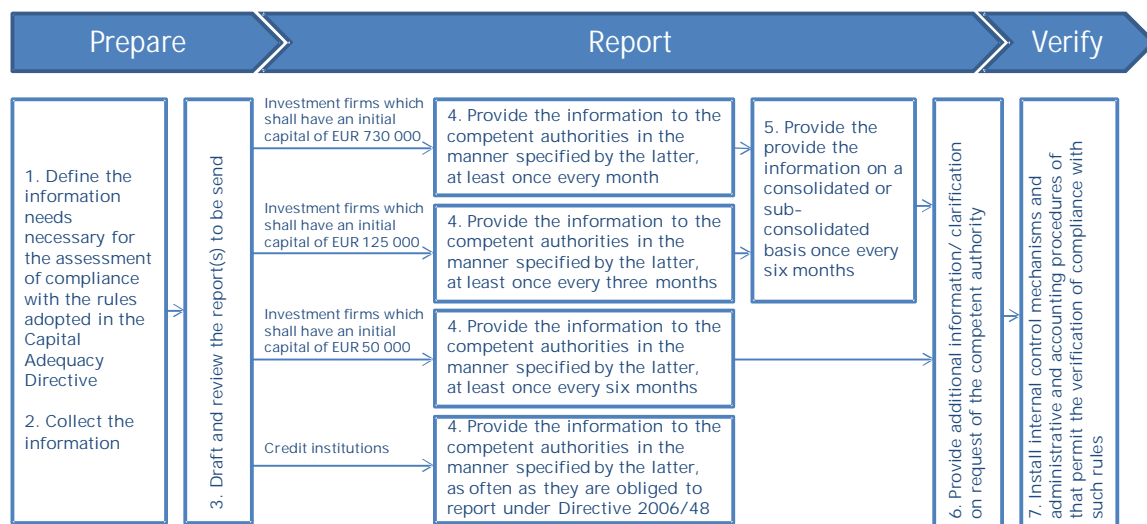 Prepare
Report
Verify
1. Define the
information
needs
necessary for
the assessment
of compliance
with the rules
adopted in the
Capital
Adequacy
Directive
2. Collect the
information
3. Draft and review the report(s) to be send
Investment firms which
shall have an initial
capital of EUR 730 000
4. Provide the information to the
competent authorities in the
manner specified by the latter,
at least once every month
Investment firms which
shall have an initial
capital of EUR 125 000
4. Provide the information to the
competent authorities in the
manner specified by the latter,
at least once every three months
Investment firms which
shall have an initial
capital of EUR 50 000
4. Provide the information to the
competent authorities in the
manner specified by the latter,
at least once every six months
Credit institutions
4. Provide the information to the
competent authorities in the
manner specified by the latter,
as often as they are obliged to
report under Directive 2006/48
5. Provide the
provide the
information on a
consolidated or
sub-
consolidated
basis once every
six months
6. Provide additional information/ clarification
on request of the competent authority
7. Install internal control mechanisms and
administrative and accounting procedures of
that permit the verification of compliance with
such rules